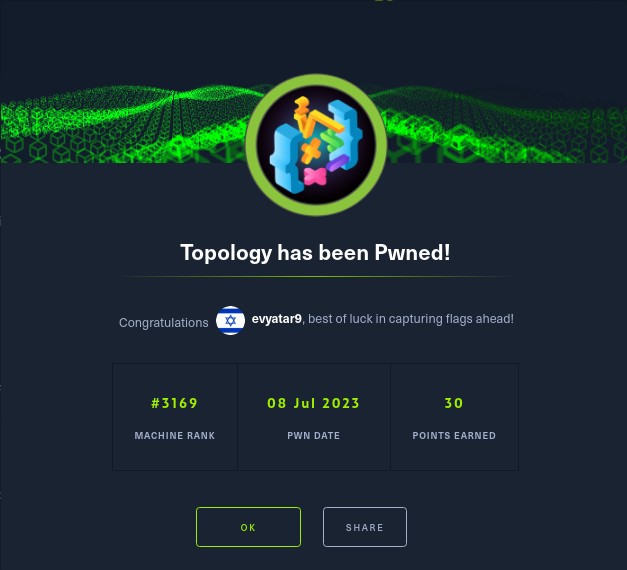 Topology has been Pwned!
Congratulations evyatar9, best of luck in capturing flags ahead!
#3169 08 Jul 2023 30
MACHINE RANK PWN DATE POINTS EARNED
OK SHARE